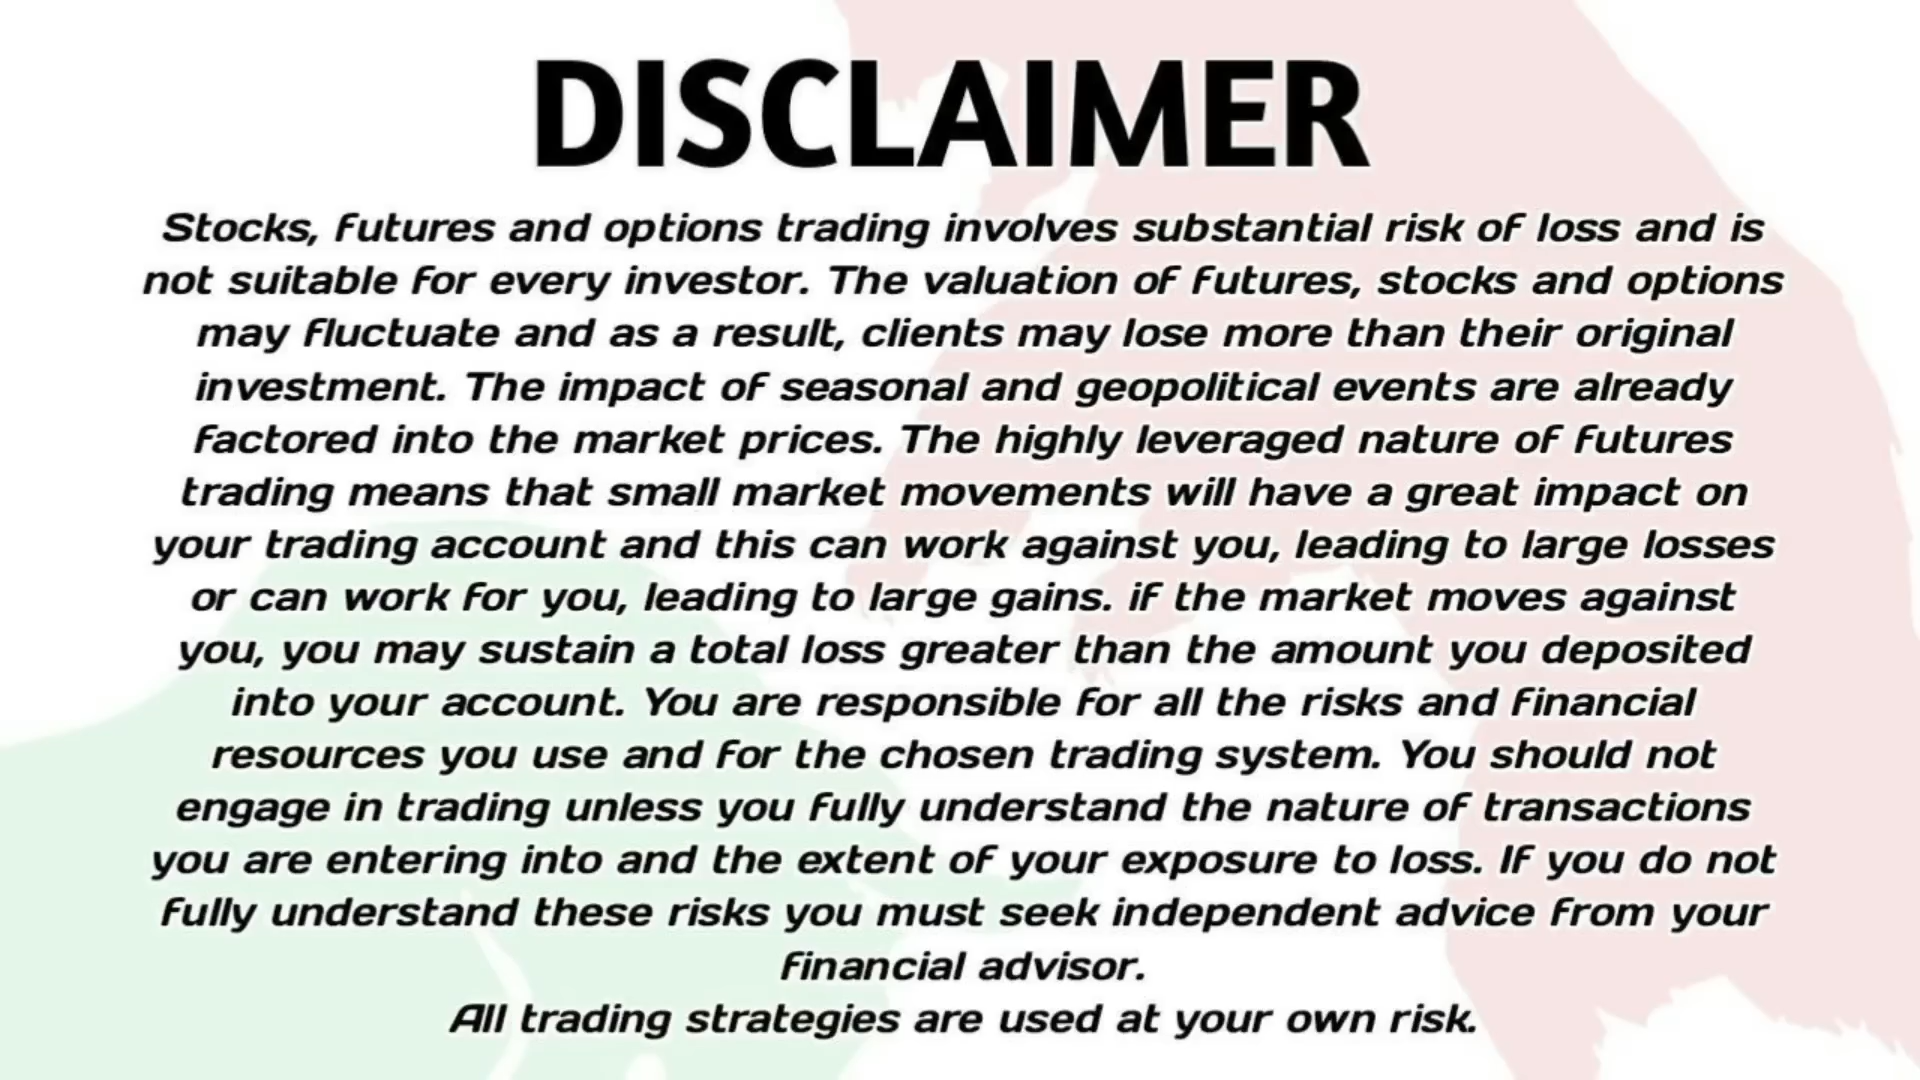 DISCLAIMER
Stocks, futures and options trading involves substantial risk of loss and is
not suitable for every investor. The valuation of futures, stocks and options
may fluctuate and as a result, clients may lose more than their original
investment. The impact of seasonal and geopolitical events are already
factored into the market prices. The highly leveraged nature of futures
trading means that small market movements will have a great impact on
your trading account and this can work against you, leading to large losses
or can work for you, leading to large gains. if the market moves against
you, you may sustain a total loss greater than the amount you deposited
into your account. You are responsible for all the risks and financial
resources you use and for the chosen trading system. You should not
engage in trading unless you fully understand the nature of transactions
you are entering into and the extent of your exposure to loss. If you do not
fully understand these risks you must seek independent advice from your
financial advisor.
All trading strategies are used at your own risk.